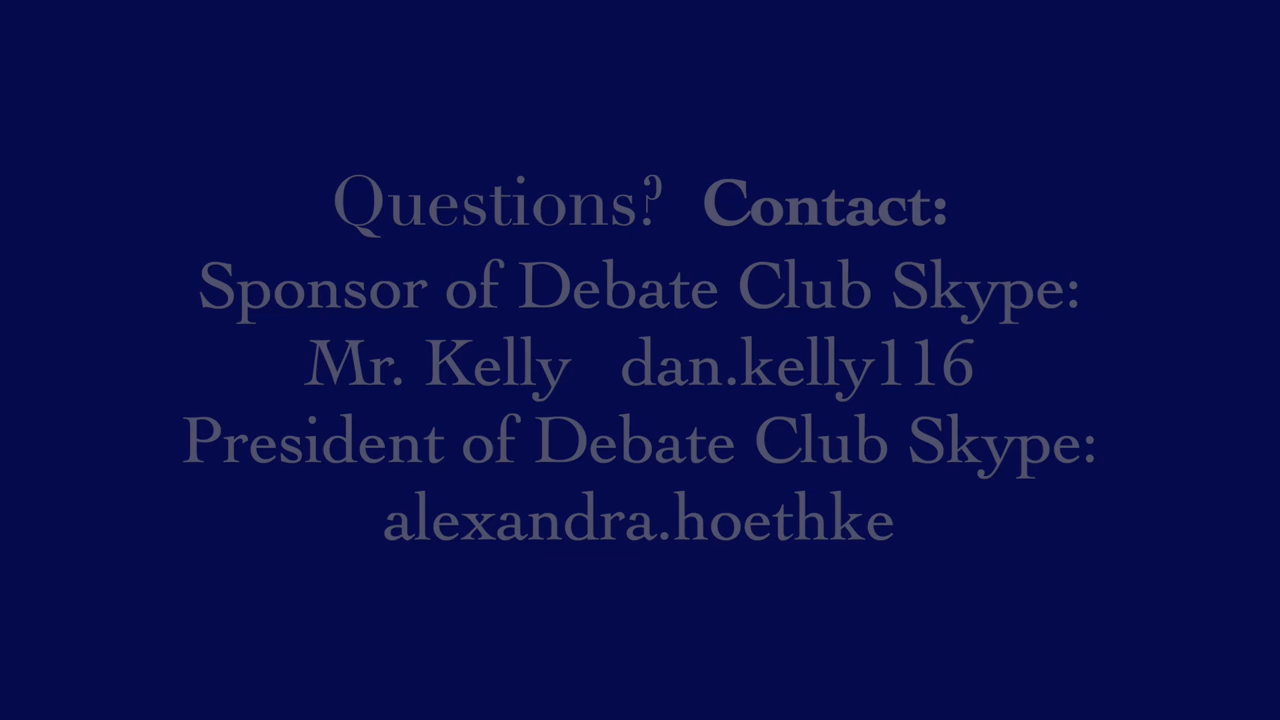 Questions? Contact:
Sponsor of Debate Club Skype:
Mr. Kelly dan.kelly116
President of Debate Club Skype:
alexandra.hoethke